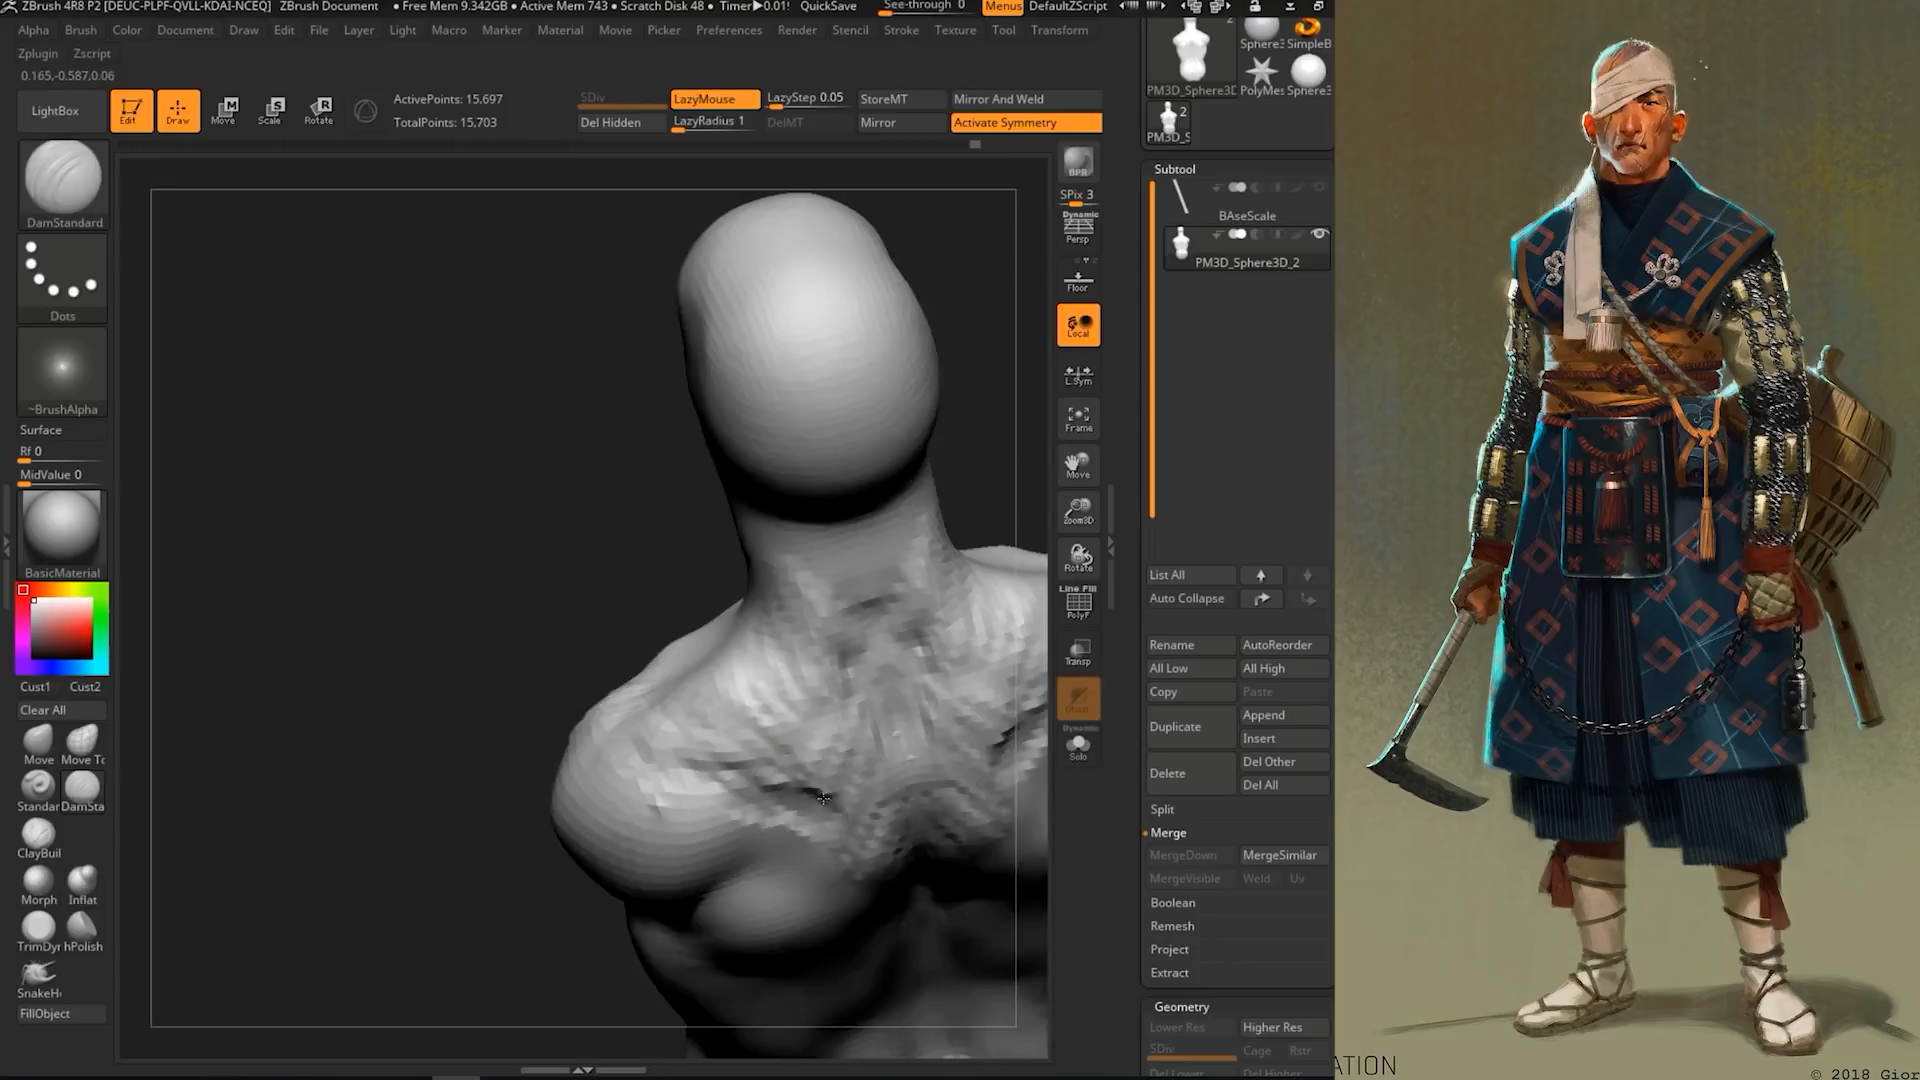 ZBrush 4R8 P2 [DEUC-PLPF-QVLL-KDAI-NCEQ] ZBrush Document • Free Mem 9.342GB • Active Mem 743 • Scratch Disk 48 • Timer▶0.01 QuickSave See-through 0 Menus DefaultZScript
Alpha Brush Color Document Draw Edit File Layer Light Macro Marker Material Movie Picker Preferences Render Stencil Stroke Texture Tool Transform
Zplugin Zscript
0.165,-0.587,0.06
LightBox
Edit
Draw
Move
Scale
Rotate
ActivePoints: 15.697
TotalPoints: 15,703
SDiv
Del Hidden
LazyMouse
LazyRadius 1
LazyStep 0.05
DelMT
StoreMT
Mirror
Mirror And Weld
Activate Symmetry
DamStandard
Dots
~BrushAlpha
Surface
Rf 0
MidValue 0
BasicMaterial
Cust1 Cust2
Clear All
Move Move To
Standar DamSta
ClayBuil
Morph Inflat
TrimDyr hPolish
SnakeH
FillObject
BPR
SPix 3
Dynamic
Persp
Floor
Local
L.Sym
Frame
Move
Zoom3D
Rotate
Line Fill
PolyF
Transp
Dynamic
Solo
2
Sphere3 SimpleB
PM3D_Sphere3D PolyMes Sphere3
2
PM3D_S
Subtool
BAseScale
PM3D_Sphere3D_2
List All
Auto Collapse
Rename AutoReorder
All Low All High
Copy Paste
Duplicate
Append
Insert
Delete
Del Other
Del All
Split
Merge
MergeDown MergeSimilar
MergeVisible Weld Uv
Boolean
Remesh
Project
Extract
Geometry
Lower Res Higher Res
SDiv Cage Rstr
Del Lower Del Higher
ATION
© 2018 Gior